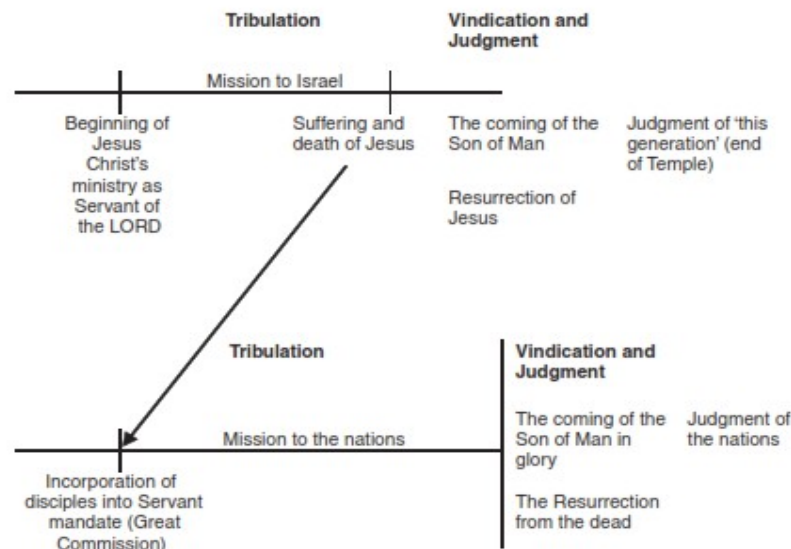 Tribulation
Vindication and
Judgment
Mission to Israel
Beginning of
Jesus
Christ's
ministry as
Servant of
the LORD
Suffering and
death of Jesus
The coming of the
Son of Man
Resurrection of
Jesus
Judgment of 'this
generation' (end
of Temple)
Tribulation
Vindication and
Judgment
Mission to the nations
Incorporation of
disciples into Servant
mandate (Great
Commission)
The coming of the
Son of Man in
glory
The Resurrection
from the dead
Judgment of
the nations